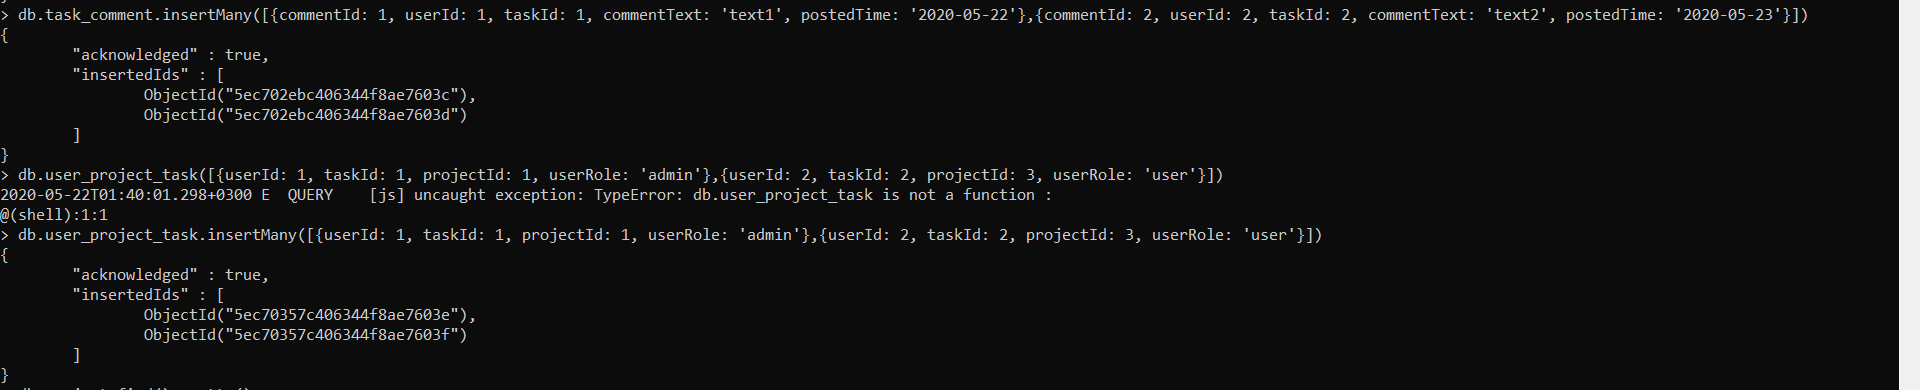 > db.task_comment.insertMany([{commentId: 1, userId: 1, taskId: 1, commentText: 'text1', postedTime: '2020-05-22'},{commentId: 2, userId: 2, taskId: 2, commentText: 'text2', postedTime: '2020-05-23'}])
{
        "acknowledged" : true,
        "insertedIds" : [
                ObjectId("5ec702ebc406344f8ae7603c"),
                ObjectId("5ec702ebc406344f8ae7603d")
        ]
}
> db.user_project_task([{userId: 1, taskId: 1, projectId: 1, userRole: 'admin'},{userId: 2, taskId: 2, projectId: 3, userRole: 'user'}])
2020-05-22T01:40:01.298+0300 E  QUERY    [js] uncaught exception: TypeError: db.user_project_task is not a function :
@(shell):1:1
> db.user_project_task.insertMany([{userId: 1, taskId: 1, projectId: 1, userRole: 'admin'},{userId: 2, taskId: 2, projectId: 3, userRole: 'user'}])
{
        "acknowledged" : true,
        "insertedIds" : [
                ObjectId("5ec70357c406344f8ae7603e"),
                ObjectId("5ec70357c406344f8ae7603f")
        ]
}